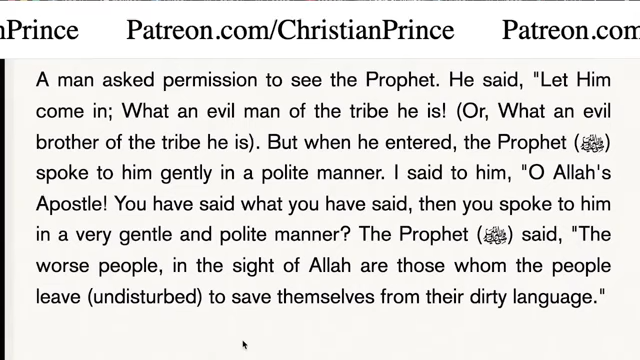 nPrince Patreon.com/ChristianPrince Patreon.com
A man asked permission to see the Prophet. He said, "Let Him
come in; What an evil man of the tribe he is! (Or, What an evil
brother of the tribe he is). But when he entered, the Prophet (ﷺ)
spoke to him gently in a polite manner. I said to him, "O Allah's
Apostle! You have said what you have said, then you spoke to him
in a very gentle and polite manner? The Prophet (ﷺ) said, "The
worse people, in the sight of Allah are those whom the people
leave (undisturbed) to save themselves from their dirty language."